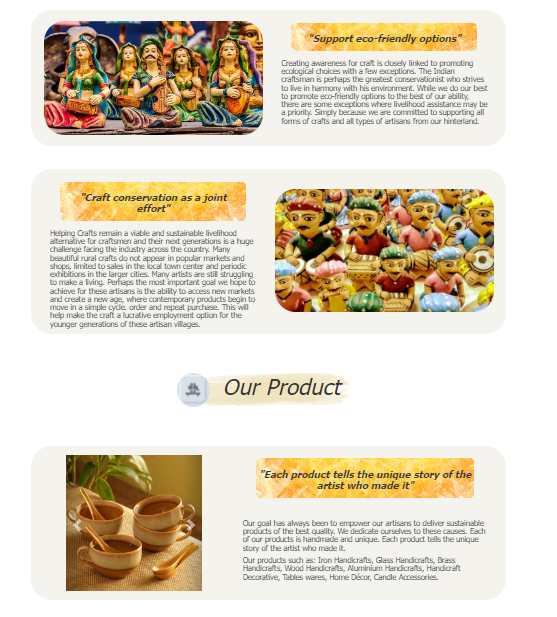 "Support eco-friendly options"
Creating awareness for craft is closely linked to promoting
ecological choices with a few exceptions. The Indian
craftsman is perhaps the greatest conservationist who strives
to live in harmony with his environment. While we do our best
to promote eco-friendly options to the best of our ability,
there are some exceptions where livelihood assistance may be
a priority. Simply because we are committed to supporting all
forms of crafts and all types of artisans from our hinterland.
"Craft conservation as a joint
effort"
Helping Crafts remain a viable and sustainable livelihood
alternative for craftsmen and their next generations is a huge
challenge facing the industry across the country. Many
beautiful rural crafts do not appear in popular markets and
shops, limited to sales in the local town center and periodic
exhibitions in the larger cities. Many artists are still struggling
to make a living. Perhaps the most important goal we hope to
achieve for these artisans is the ability to access new markets
and create a new age, where contemporary products begin to
move in a simple cycle. order and repeat purchase. This will
help make the craft a lucrative employment option for the
younger generations of these artisan villages.
Our Product
"Each product tells the unique story of the
artist who made it"
Our goal has always been to empower our artisans to deliver sustainable
products of the best quality. We dedicate ourselves to these causes. Each
of our products is handmade and unique. Each product tells the unique
story of the artist who made it.
Our products such as: Iron Handicrafts, Glass Handicrafts, Brass
Handicrafts, Wood Handicrafts, Aluminium Handicrafts, Handicraft
Decorative, Tables wares, Home Décor, Candle Accessories.